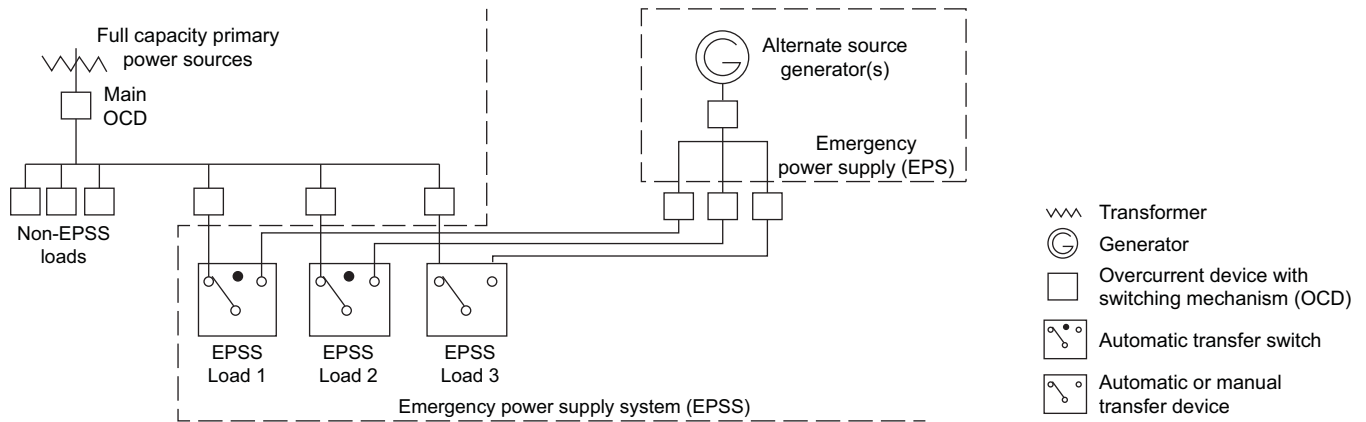 Full capacity primary
power sources
Main
OCD
Non-EPSS
loads
G
Alternate source
generator(s)
Emergency
power supply (EPS)
EPSS
Load 1
EPSS
Load 2
EPSS
Load 3
Emergency power supply system (EPSS)
Transformer
G
Generator
Overcurrent device with
switching mechanism (OCD)
Automatic transfer switch
Automatic or manual
transfer device